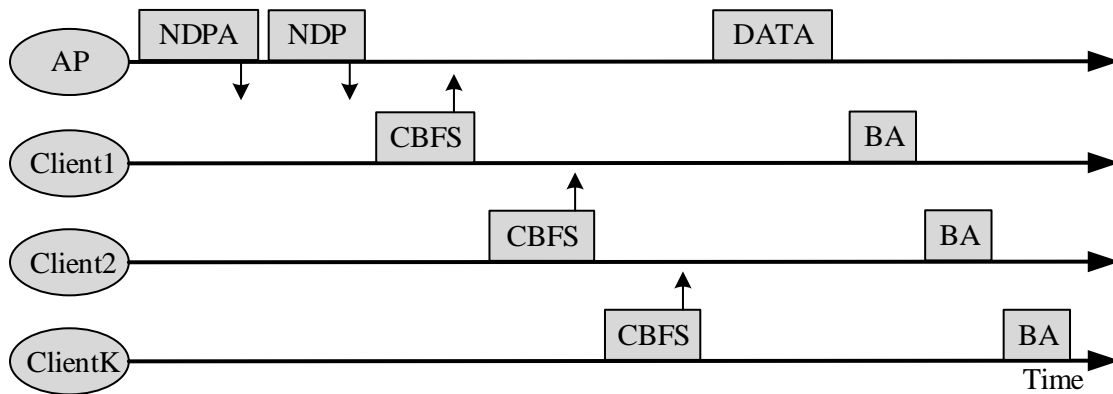 AP
NDPA
NDP
DATA
Client1
CBFS
BA
Client2
CBFS
BA
ClientK
CBFS
BA
Time